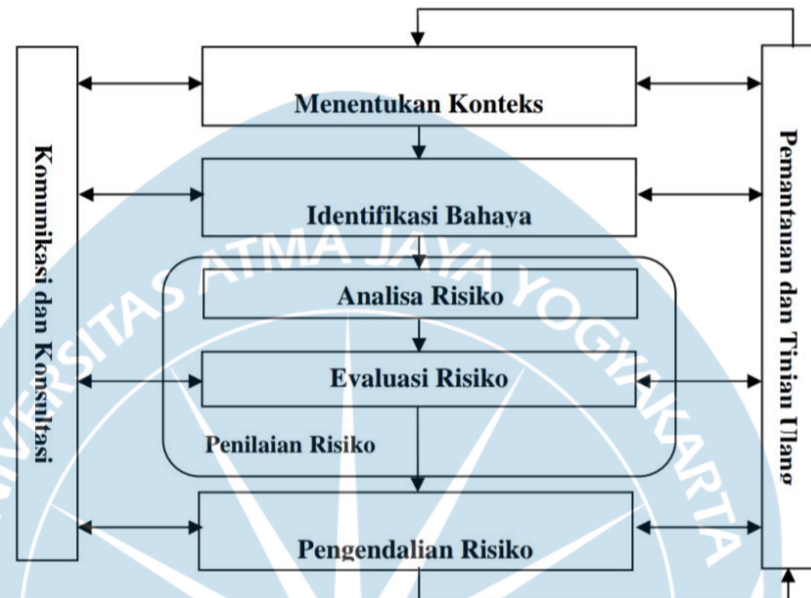 Menentukan Konteks
Identifikasi Bahaya
Analisa Risiko
Evaluasi Risiko
Penilaian Risiko
Pengendalian Risiko
Komunikasi dan Konsultasi
Pemantauan dan Tinjau Ulang
UNIVERSITAS ATMA JAYA YOGYAKARTA